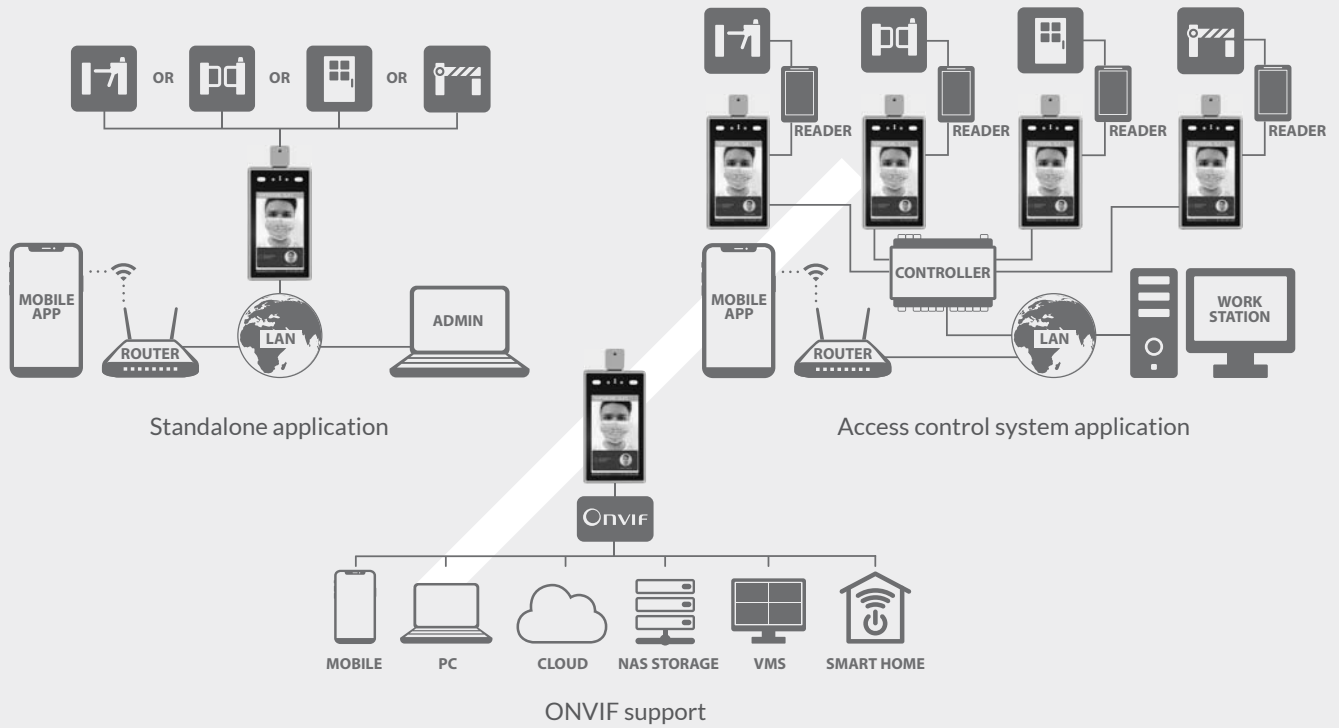 OR
OR
OR
MOBILE
APP
ROUTER
LAN
ADMIN
Standalone application
READER
READER
READER
READER
CONTROLLER
MOBILE
APP
ROUTER
LAN
WORK
STATION
Access control system application
ONVIF
MOBILE
PC
CLOUD
NAS STORAGE
VMS
SMART HOME
ONVIF support